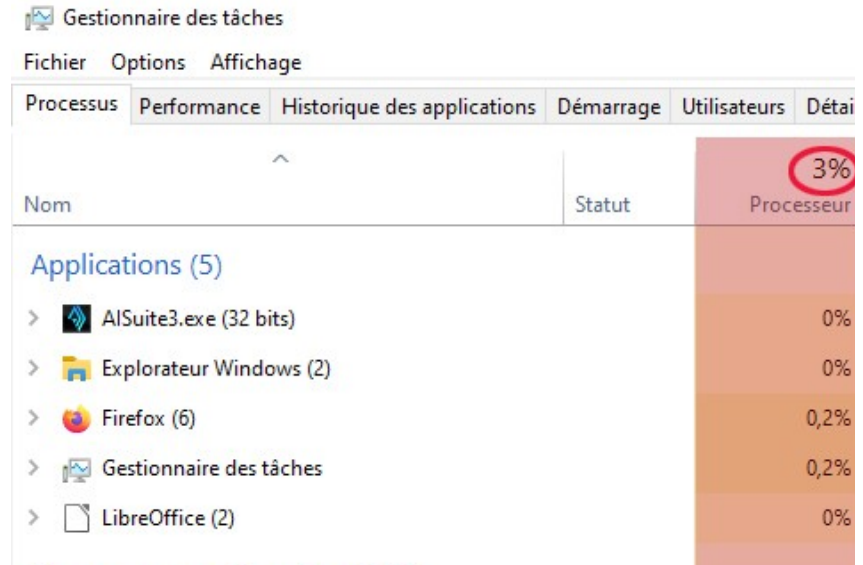 Gestionnaire des tâches
Fichier Options Affichage
Processus Performance Historique des applications Démarrage Utilisateurs Détai
3%
Nom Statut Processeur
Applications (5)
AISuite3.exe (32 bits) 0%
Explorateur Windows (2) 0%
Firefox (6) 0,2%
Gestionnaire des tâches 0,2%
LibreOffice (2) 0%